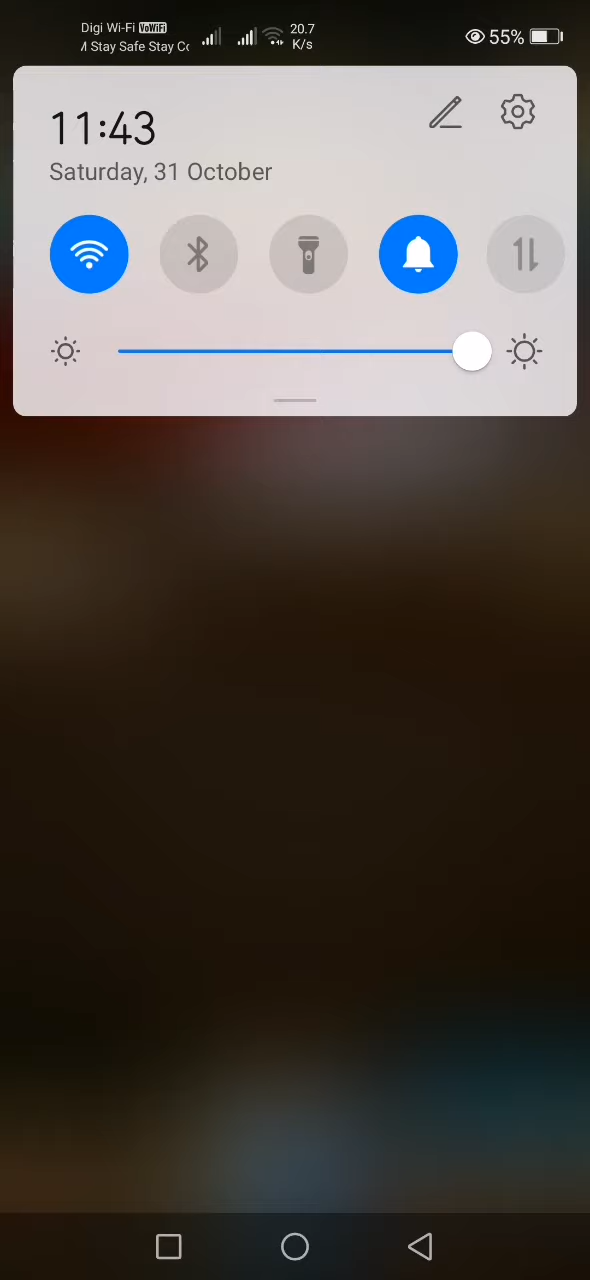 Digi Wi-Fi VoWiFi
Stay Safe Stay
20.7
K/s
55%
11:43
Saturday, 31 October